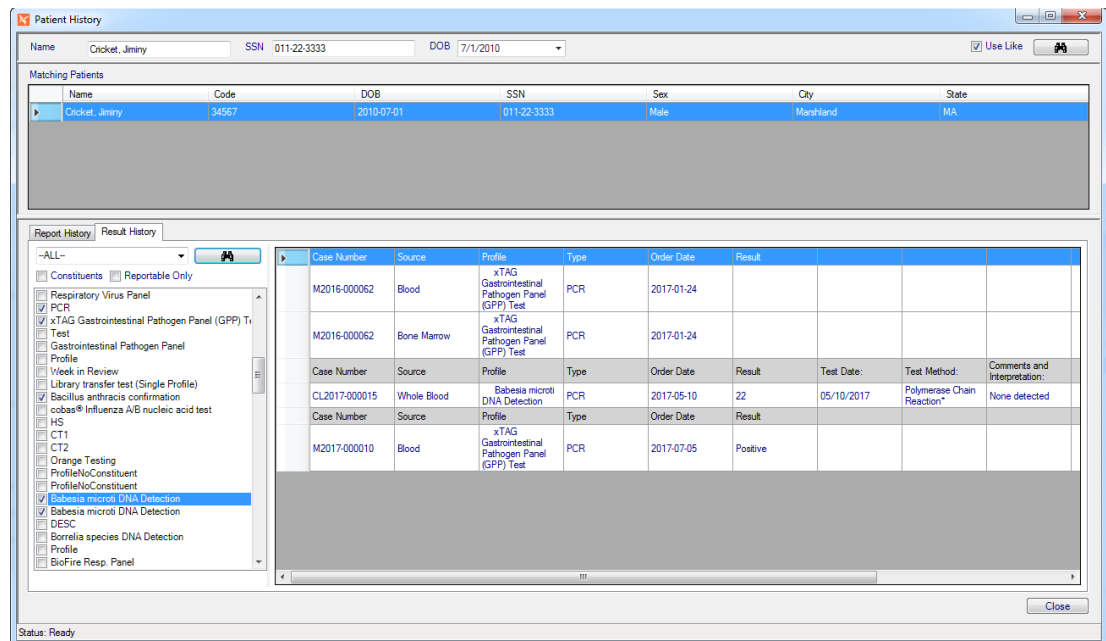 Patient History
Name Cricket, Jiminy SSN 011-22-3333 DOB 7/1/2010 Use Like
Matching Patients
Name Code DOB SSN Sex City State
Cricket, Jiminy 34567 2010-07-01 011-22-3333 Male Marshland MA
Report History Result History
--ALL--
Constituents Reportable Only
Respiratory Virus Panel
PCR
xTAG Gastrointestinal Pathogen Panel (GPP) Te
Test
Gastrointestinal Pathogen Panel
Profile
Week in Review
Library transfer test (Single Profile)
Bacillus anthracis confirmation
cobas® Influenza A/B nucleic acid test
HS
CT1
CT2
Orange Testing
ProfileNoConstituent
ProfileNoConstituent
Babesia microti DNA Detection
Babesia microti DNA Detection
DESC
Borrelia species DNA Detection
Profile
BioFire Resp. Panel
Case Number Source Profile Type Order Date Result
xTAG
Gastrointestinal
M2016-000062 Blood Pathogen Panel PCR 2017-01-24
(GPP) Test
xTAG
Gastrointestinal
M2016-000062 Bone Marrow Pathogen Panel PCR 2017-01-24
(GPP) Test
Case Number Source Profile Type Order Date Result Test Date: Test Method: Comments and
Interpretation:
CL2017-000015 Whole Blood Babesia microti PCR 2017-05-10 22 05/10/2017 Polymerase Chain None detected
DNA Detection Reaction*
Case Number Source Profile Type Order Date Result
xTAG
Gastrointestinal
M2017-000010 Blood Pathogen Panel PCR 2017-07-05 Positive
(GPP) Test
Close
Status: Ready